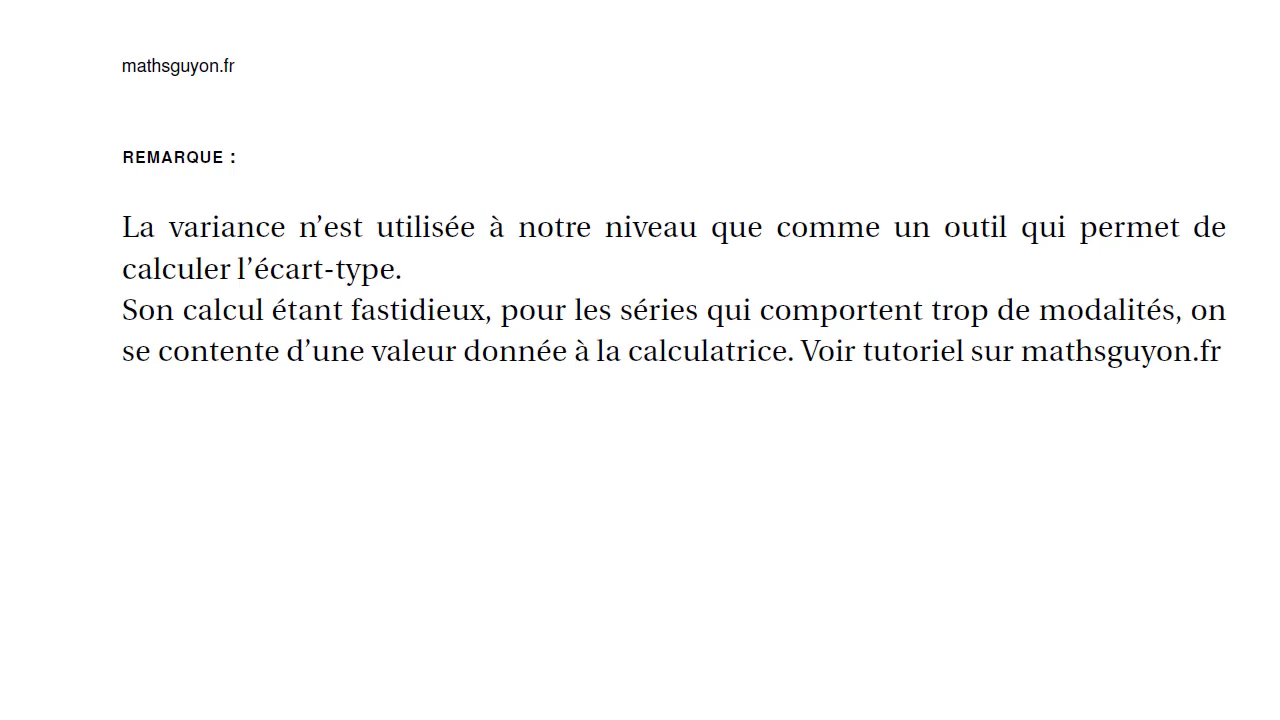 mathsguyon.fr
REMARQUE :
La variance n’est utilisée à notre niveau que comme un outil qui permet de
calculer l’écart-type.
Son calcul étant fastidieux, pour les séries qui comportent trop de modalités, on
se contente d’une valeur donnée à la calculatrice. Voir tutoriel sur mathsguyon.fr